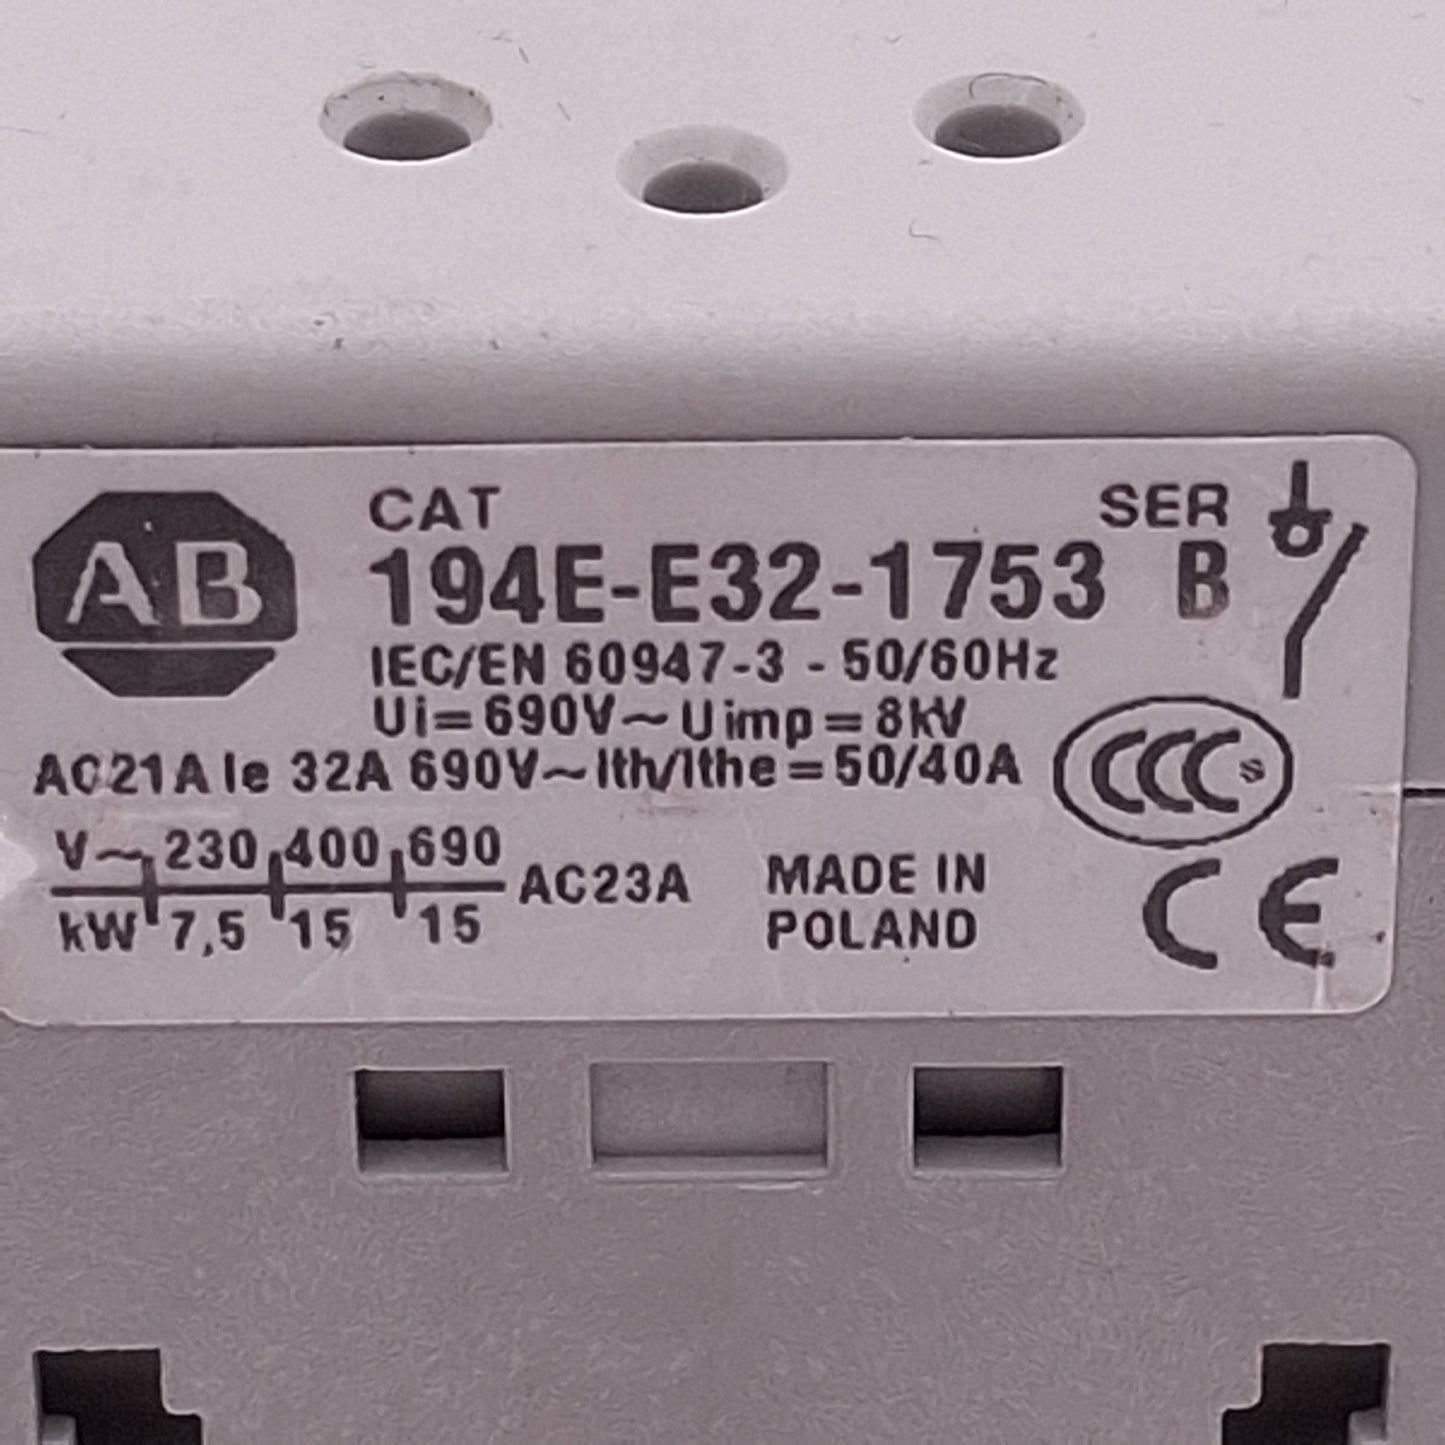 AB
CAT SER
194E-E32-1753 B
IEC/EN 60947-3 - 50/60Hz
Ui=690V~Uimp=8kV
AC21A Ie 32A 690V~Ith/Ithe=50/40A
CCC S
V~ 230 400 690
AC23A
kW 7,5 15 15
MADE IN
POLAND
CE